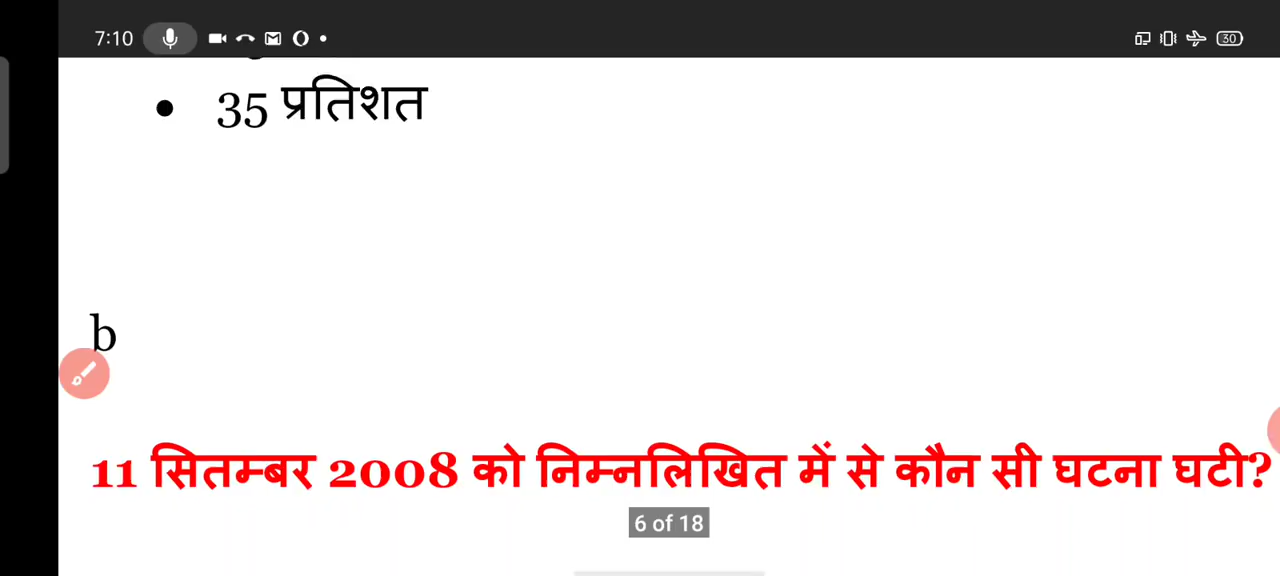 7:10 30
• 35 प्रतिशत
b
11 सितम्बर 2008 को निम्नलिखित में से कौन सी घटना घटी?
6 of 18